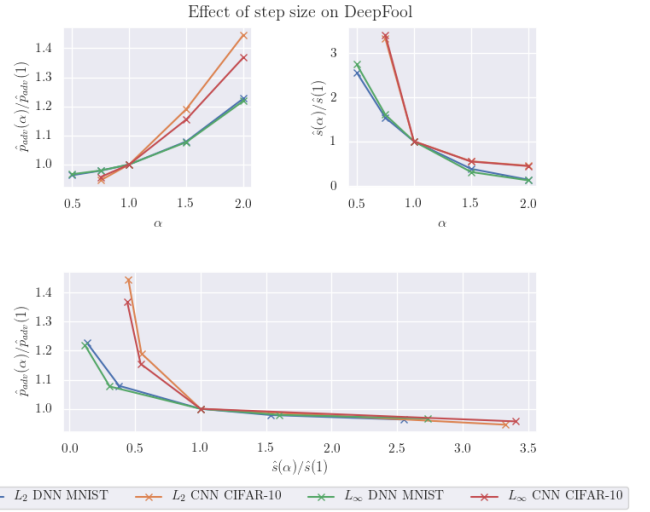 Effect of step size on DeepFool
1.4
1.3
1.2
1.1
1.0
p̂adv(α)/p̂adv(1)
0.5 1.0 1.5 2.0
α
3
2
1
0
ŝ(α)/ŝ(1)
0.5 1.0 1.5 2.0
α
1.4
1.3
1.2
1.1
1.0
p̂adv(α)/p̂adv(1)
0.0 0.5 1.0 1.5 2.0 2.5 3.0 3.5
ŝ(α)/ŝ(1)
L₂ DNN MNIST L₂ CNN CIFAR-10 L∞ DNN MNIST L∞ CNN CIFAR-10